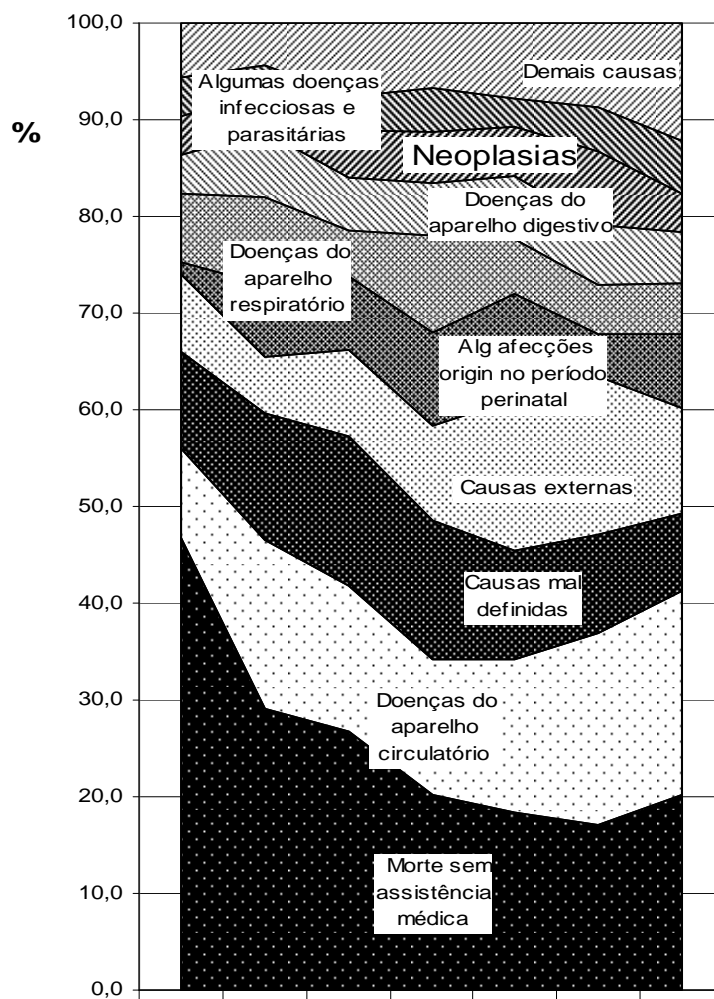 100,0
90,0
80,0
70,0
60,0
50,0
40,0
30,0
20,0
10,0
0,0
%
Demais causas
Algumas doenças
infecciosas e
parasitárias
Neoplasias
Doenças do
aparelho digestivo
Doenças do
aparelho
respiratório
Alg afecções
origin no período
perinatal
Causas externas
Causas mal
definidas
Doenças do
aparelho
circulatório
Morte sem
assistência
médica